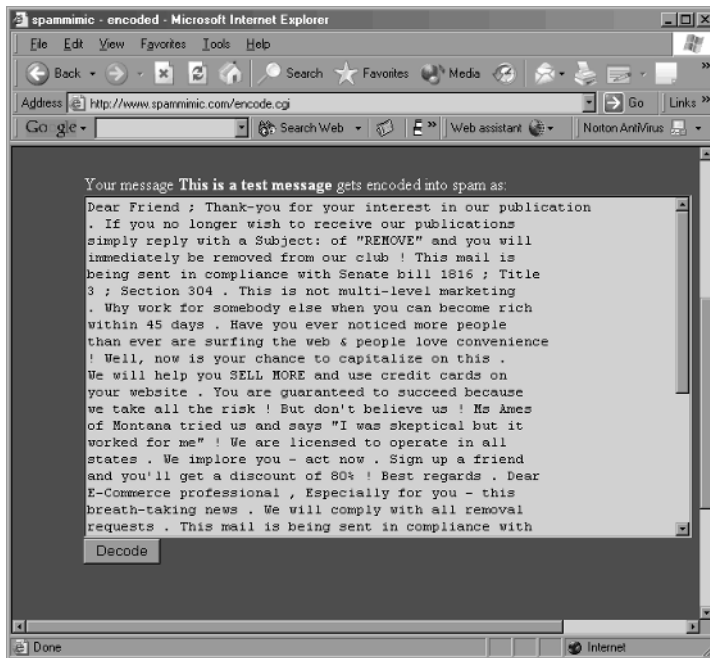 spammimic - encoded - Microsoft Internet Explorer
File Edit View Favorites Tools Help
Back Search Favorites Media »
Address http://www.spammimic.com/encode.cgi Go Links »
Google Search Web » Web assistant Norton AntiVirus
Your message This is a test message gets encoded into spam as:
Dear Friend ; Thank-you for your interest in our publication
. If you no longer wish to receive our publications
simply reply with a Subject: of "REMOVE" and you will
immediately be removed from our club ! This mail is
being sent in compliance with Senate bill 1816 ; Title
3 ; Section 304 . This is not multi-level marketing
. Why work for somebody else when you can become rich
within 45 days . Have you ever noticed more people
than ever are surfing the web & people love convenience
! Well, now is your chance to capitalize on this .
We will help you SELL MORE and use credit cards on
your website . You are guaranteed to succeed because
we take all the risk ! But don't believe us ! Ms Ames
of Montana tried us and says "I was skeptical but it
worked for me" ! We are licensed to operate in all
states . We implore you - act now . Sign up a friend
and you'll get a discount of 80% ! Best regards . Dear
E-Commerce professional , Especially for you - this
breath-taking news . We will comply with all removal
requests . This mail is being sent in compliance with
Decode
Done Internet